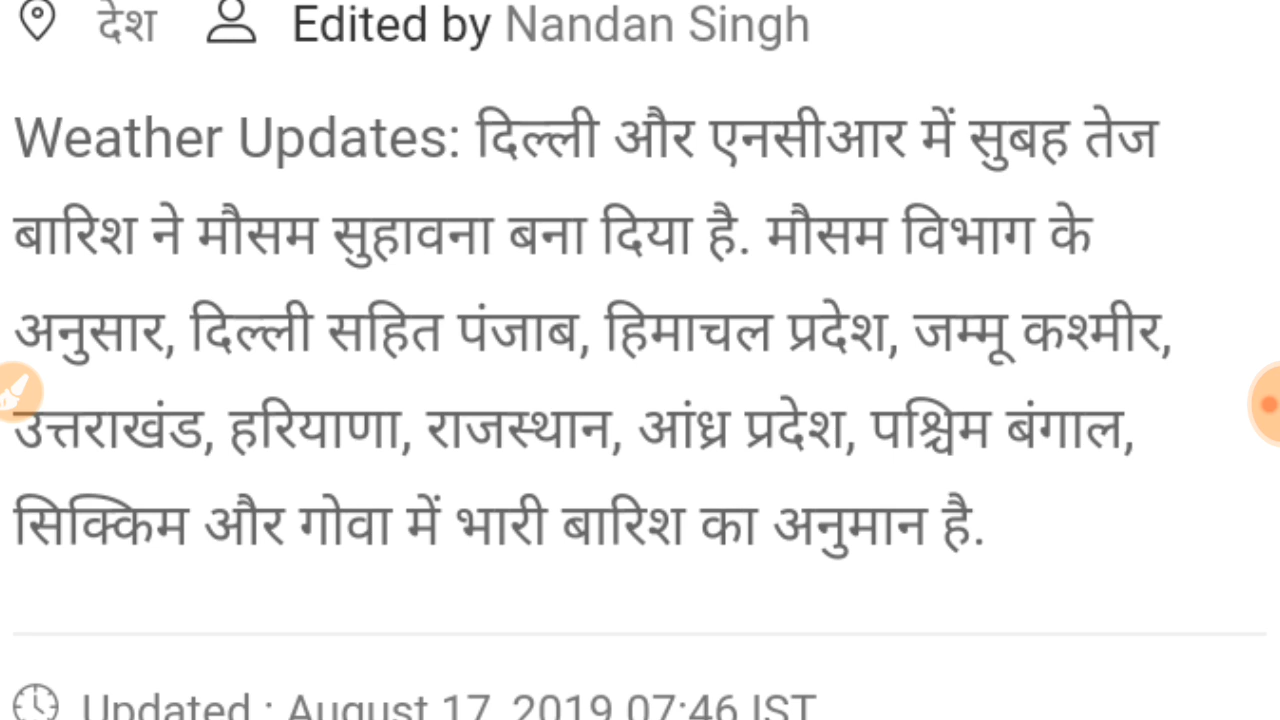 देश Edited by Nandan Singh
Weather Updates: दिल्ली और एनसीआर में सुबह तेज
बारिश ने मौसम सुहावना बना दिया है. मौसम विभाग के
अनुसार, दिल्ली सहित पंजाब, हिमाचल प्रदेश, जम्मू कश्मीर,
उत्तराखंड, हरियाणा, राजस्थान, आंध्र प्रदेश, पश्चिम बंगाल,
सिक्किम और गोवा में भारी बारिश का अनुमान है.
Updated : August 17, 2019 07:46 IST